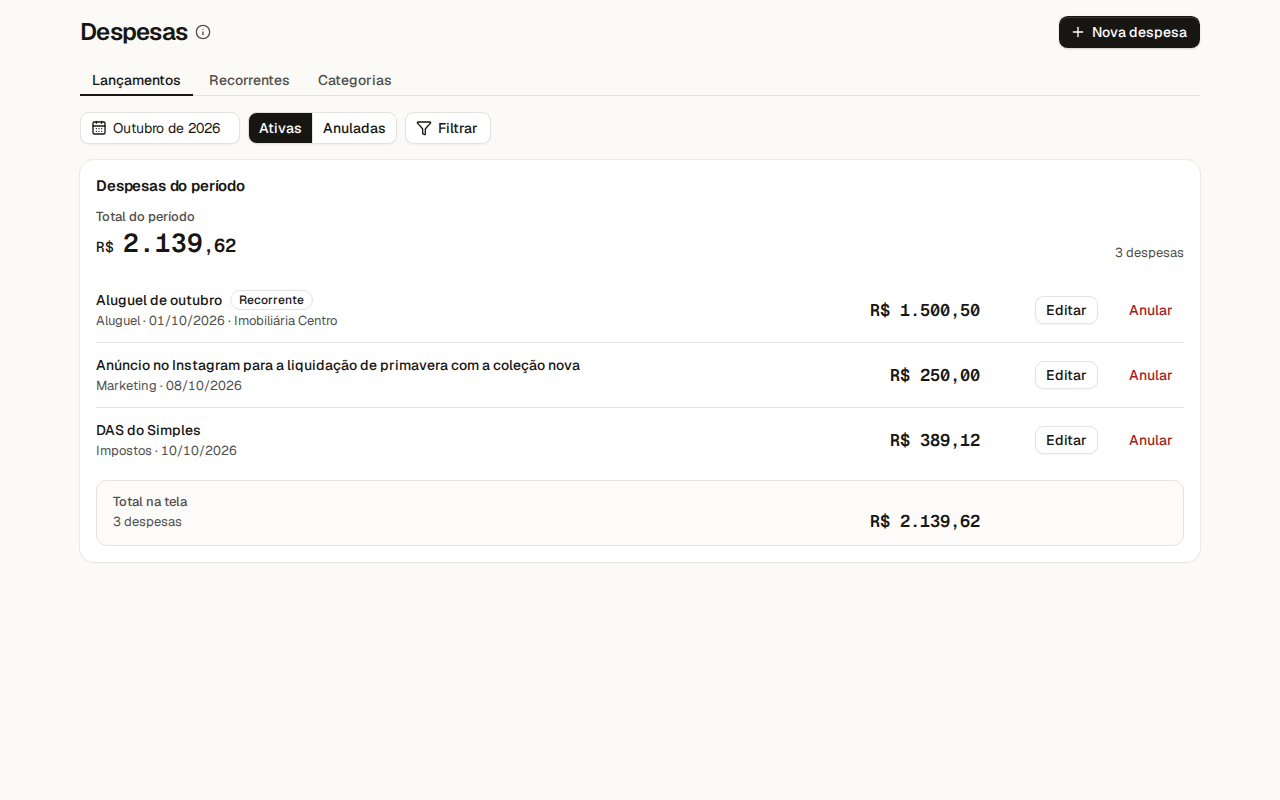 Despesas
Nova despesa
Lançamentos Recorrentes Categorias
Outubro de 2026 Ativas Anuladas Filtrar
Despesas do período
Total do período
R$ 2.139,62
3 despesas
Aluguel de outubro Recorrente
Aluguel · 01/10/2026 · Imobiliária Centro
R$ 1.500,50 Editar Anular
Anúncio no Instagram para a liquidação de primavera com a coleção nova
Marketing · 08/10/2026
R$ 250,00 Editar Anular
DAS do Simples
Impostos · 10/10/2026
R$ 389,12 Editar Anular
Total na tela
3 despesas
R$ 2.139,62